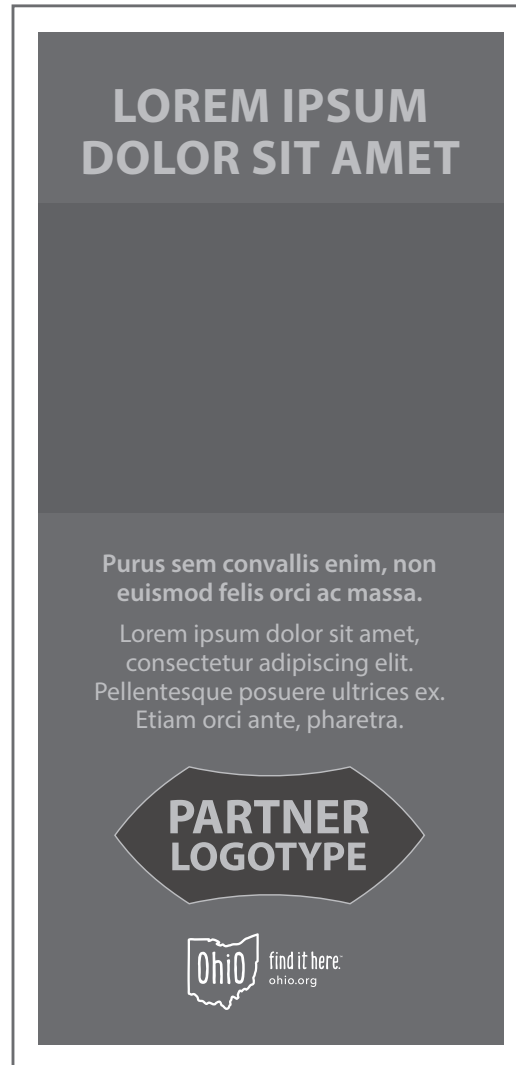 LOREM IPSUM
DOLOR SIT AMET
Purus sem convallis enim, non
euismod felis orci ac massa.
Lorem ipsum dolor sit amet,
consectetur adipiscing elit.
Pellentesque posuere ultrices ex.
Etiam orci ante, pharetra.
PARTNER
LOGOTYPE
OhiO
find it here.™
ohio.org